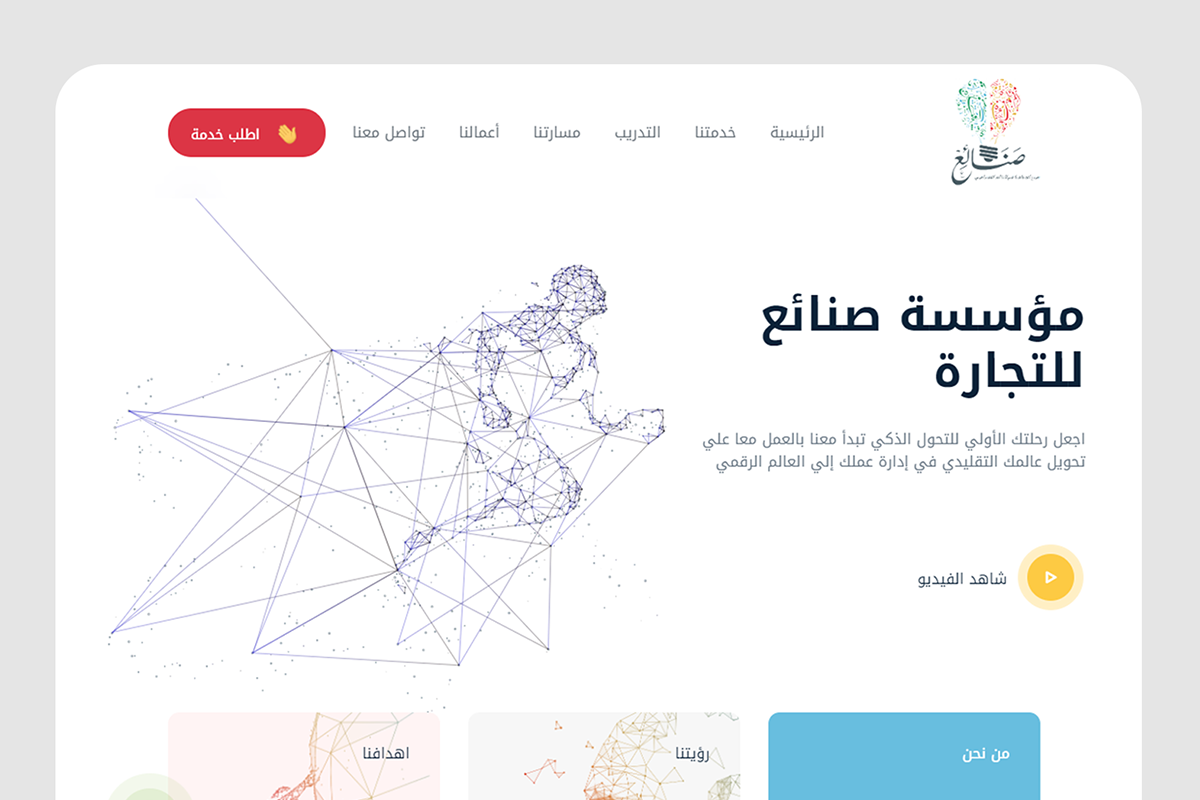 صنائع
الرئيسية
خدمتنا
التدريب
مسارتنا
أعمالنا
تواصل معنا
اطلب خدمة
مؤسسة صنائع
للتجارة
اجعل رحلتك الأولي للتحول الذكي تبدأ معنا بالعمل معا علي
تحويل عالمك التقليدي في إدارة عملك إلي العالم الرقمي
شاهد الفيديو
من نحن
رؤيتنا
اهدافنا